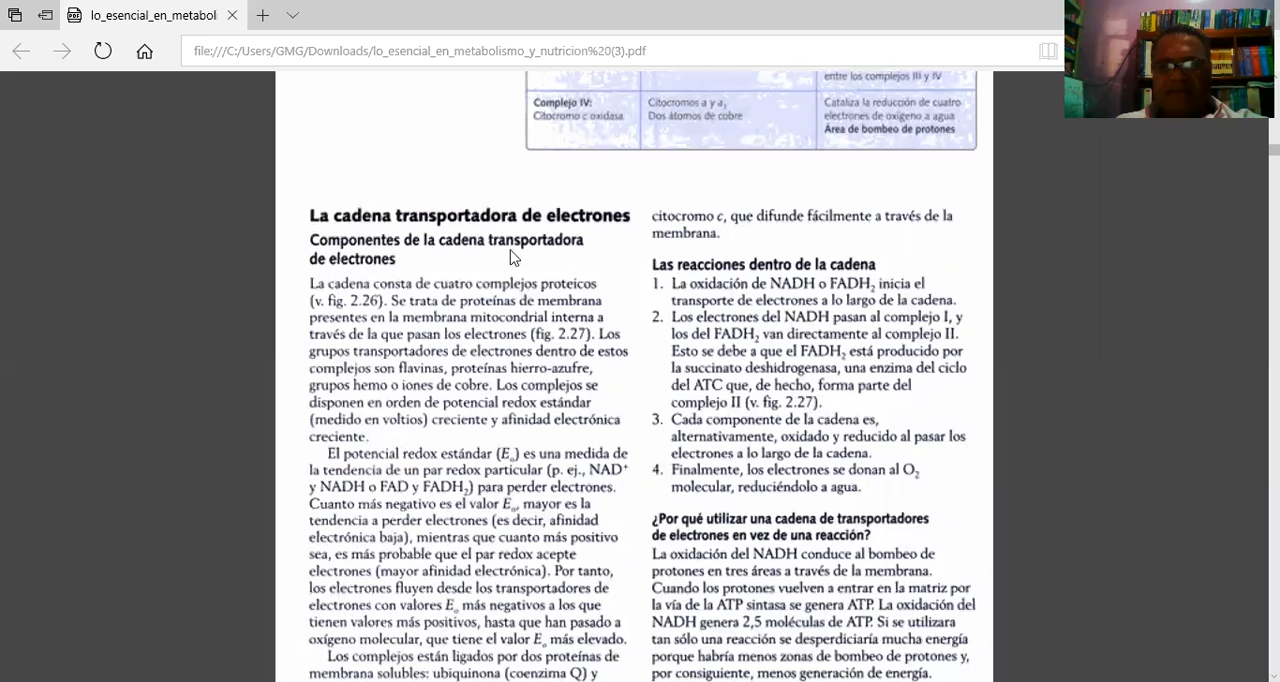 lo_esencial_en_metaboli
file:///C:/Users/GMG/Downloads/lo_esencial_en_metabolismo_y_nutricion%20(3).pdf
entre los complejos III y IV
Complejo IV:
Citocromo c oxidasa
Citocromos a y a₃
Dos átomos de cobre
Cataliza la reducción de cuatro
electrones de oxígeno a agua
Área de bombeo de protones
La cadena transportadora de electrones
Componentes de la cadena transportadora
de electrones
La cadena consta de cuatro complejos proteicos
(v. fig. 2.26). Se trata de proteínas de membrana
presentes en la membrana mitocondrial interna a
través de la que pasan los electrones (fig. 2.27). Los
grupos transportadores de electrones dentro de estos
complejos son flavinas, proteínas hierro-azufre,
grupos hemo o iones de cobre. Los complejos se
disponen en orden de potencial redox estándar
(medido en voltios) creciente y afinidad electrónica
creciente.
El potencial redox estándar (Eₒ) es una medida de
la tendencia de un par redox particular (p. ej., NAD⁺
y NADH o FAD y FADH₂) para perder electrones.
Cuanto más negativo es el valor Eₒ, mayor es la
tendencia a perder electrones (es decir, afinidad
electrónica baja), mientras que cuanto más positivo
sea, es más probable que el par redox acepte
electrones (mayor afinidad electrónica). Por tanto,
los electrones fluyen desde los transportadores de
electrones con valores Eₒ más negativos a los que
tienen valores más positivos, hasta que han pasado a
oxígeno molecular, que tiene el valor Eₒ más elevado.
Los complejos están ligados por dos proteínas de
membrana solubles: ubiquinona (coenzima Q) y
citocromo c, que difunde fácilmente a través de la
membrana.
Las reacciones dentro de la cadena
1. La oxidación de NADH o FADH₂ inicia el
transporte de electrones a lo largo de la cadena.
2. Los electrones del NADH pasan al complejo I, y
los del FADH₂ van directamente al complejo II.
Esto se debe a que el FADH₂ está producido por
la succinato deshidrogenasa, una enzima del ciclo
del ATC que, de hecho, forma parte del
complejo II (v. fig. 2.27).
3. Cada componente de la cadena es,
alternativamente, oxidado y reducido al pasar los
electrones a lo largo de la cadena.
4. Finalmente, los electrones se donan al O₂
molecular, reduciéndolo a agua.
¿Por qué utilizar una cadena de transportadores
de electrones en vez de una reacción?
La oxidación del NADH conduce al bombeo de
protones en tres áreas a través de la membrana.
Cuando los protones vuelven a entrar en la matriz por
la vía de la ATP sintasa se genera ATP. La oxidación del
NADH genera 2,5 moléculas de ATP. Si se utilizara
tan sólo una reacción se desperdiciaría mucha energía
porque habría menos zonas de bombeo de protones y,
por consiguiente, menos generación de energía.